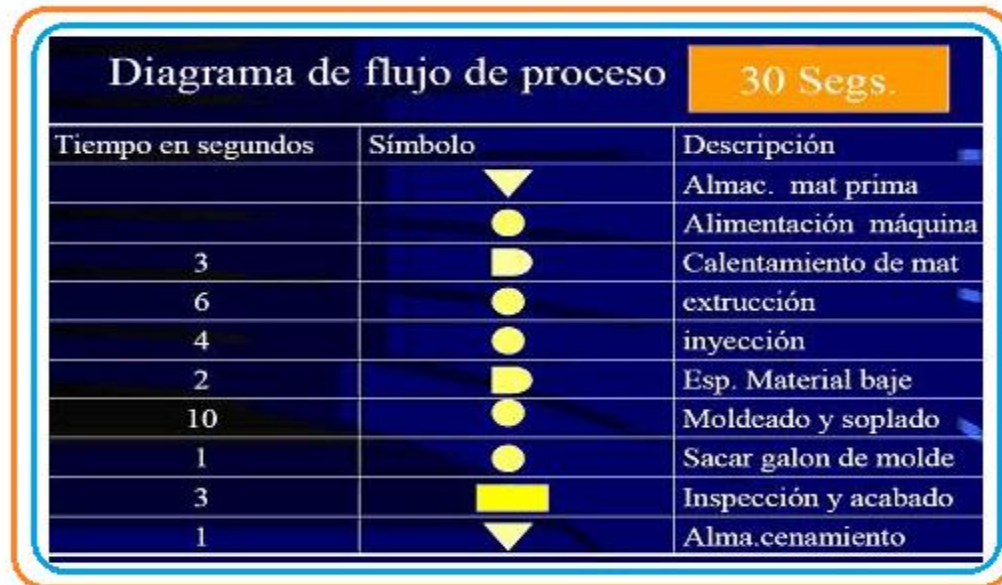 Diagrama de flujo de proceso 30 Segs.
Tiempo en segundos Símbolo Descripción
Almac. mat prima
Alimentación máquina
3 Calentamiento de mat
6 extrucción
4 inyección
2 Esp. Material baje
10 Moldeado y soplado
1 Sacar galon de molde
3 Inspección y acabado
1 Alma.cenamiento